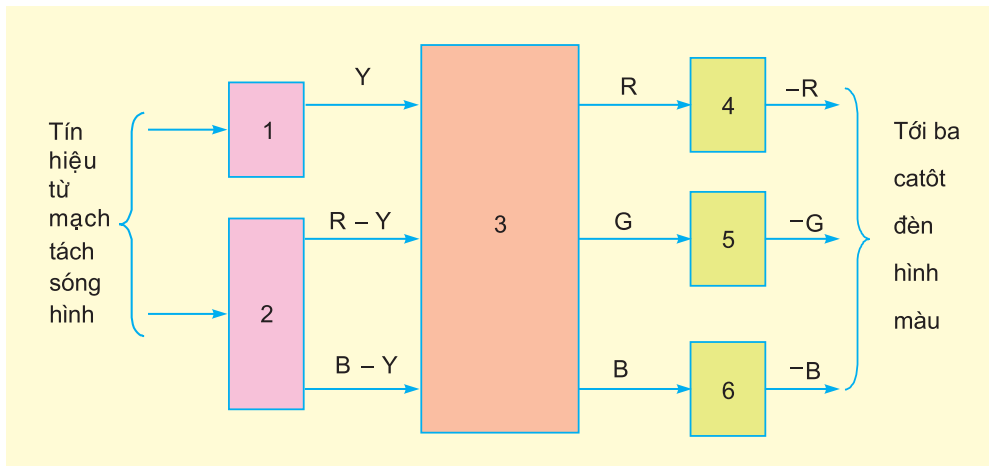 Tín
hiệu
từ
mạch
tách
sóng
hình
1
2
Y
R – Y
B – Y
3
R
G
B
4
5
6
–R
–G
–B
Tới ba
catôt
đèn
hình
màu